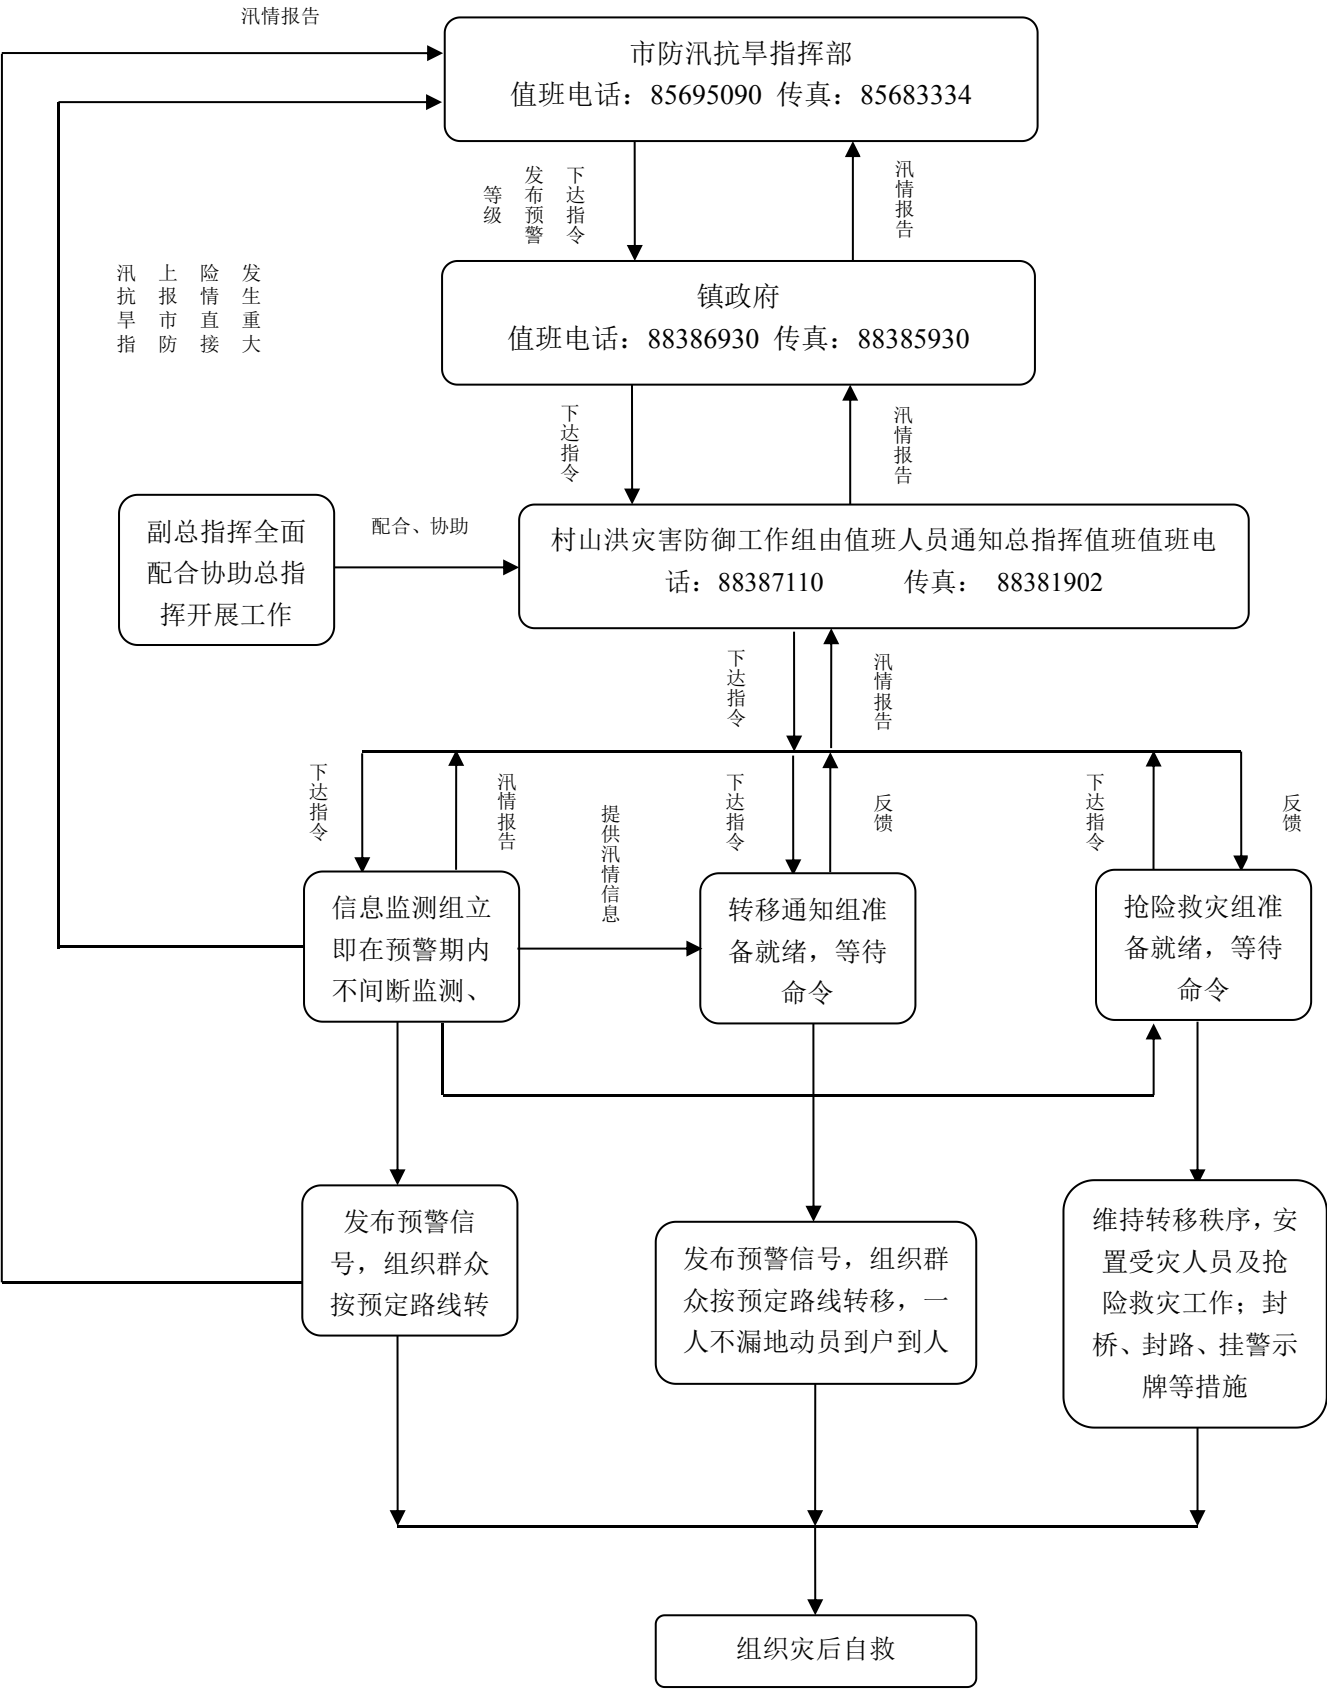 汛情报告
市防汛抗旱指挥部
值班电话：85695090 传真：85683334
下达指令
发布预警
等级
汛情报告
发生重大
险情直接
上报市防
汛抗旱指
镇政府
值班电话：88386930 传真：88385930
下达指令
汛情报告
副总指挥全面
配合协助总指
挥开展工作
配合、协助
村山洪灾害防御工作组由值班人员通知总指挥值班值班电
话：88387110 传真： 88381902
下达指令
汛情报告
下达指令
汛情报告
提供汛情信息
下达指令
反馈
下达指令
反馈
信息监测组立
即在预警期内
不间断监测、
转移通知组准
备就绪，等待
命令
抢险救灾组准
备就绪，等待
命令
发布预警信
号，组织群众
按预定路线转
发布预警信号，组织群
众按预定路线转移，一
人不漏地动员到户到人
维持转移秩序，安
置受灾人员及抢
险救灾工作；封
桥、封路、挂警示
牌等措施
组织灾后自救